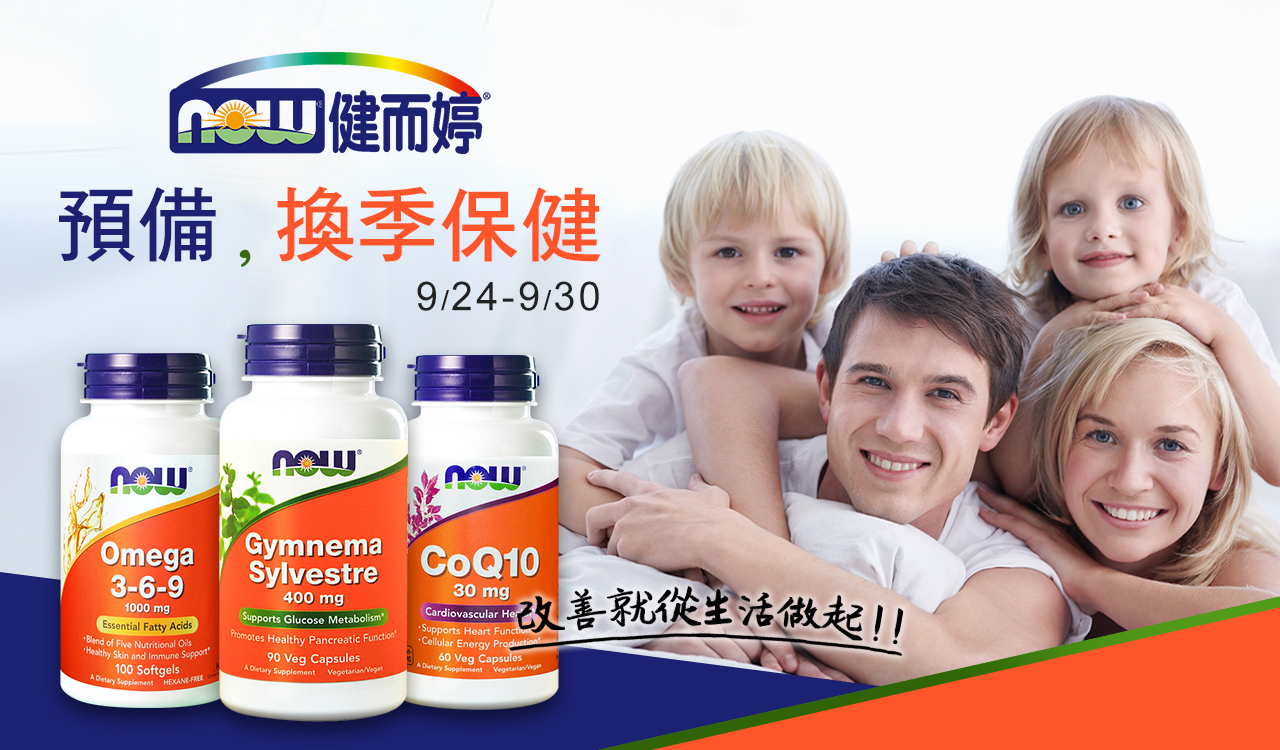 now 健而婷®
預備，換季保健
9/24-9/30
now
Omega
3-6-9
1000 mg
Essential Fatty Acids
•Blend of Five Nutritional Oils
•Healthy Skin and Immune Support*
100 Softgels
A Dietary Supplement HEXANE-FREE
now
Gymnema
Sylvestre
400 mg
Supports Glucose Metabolism*
Promotes Healthy Pancreatic Function*
90 Veg Capsules
A Dietary Supplement Vegetarian/Vegan
now
CoQ10
30 mg
Cardiovascular
•Supports Heart Function*
•Cellular Energy Production*
60 Veg Capsules
A Dietary Supplement Vegetarian/Vegan
改善就從生活做起!!